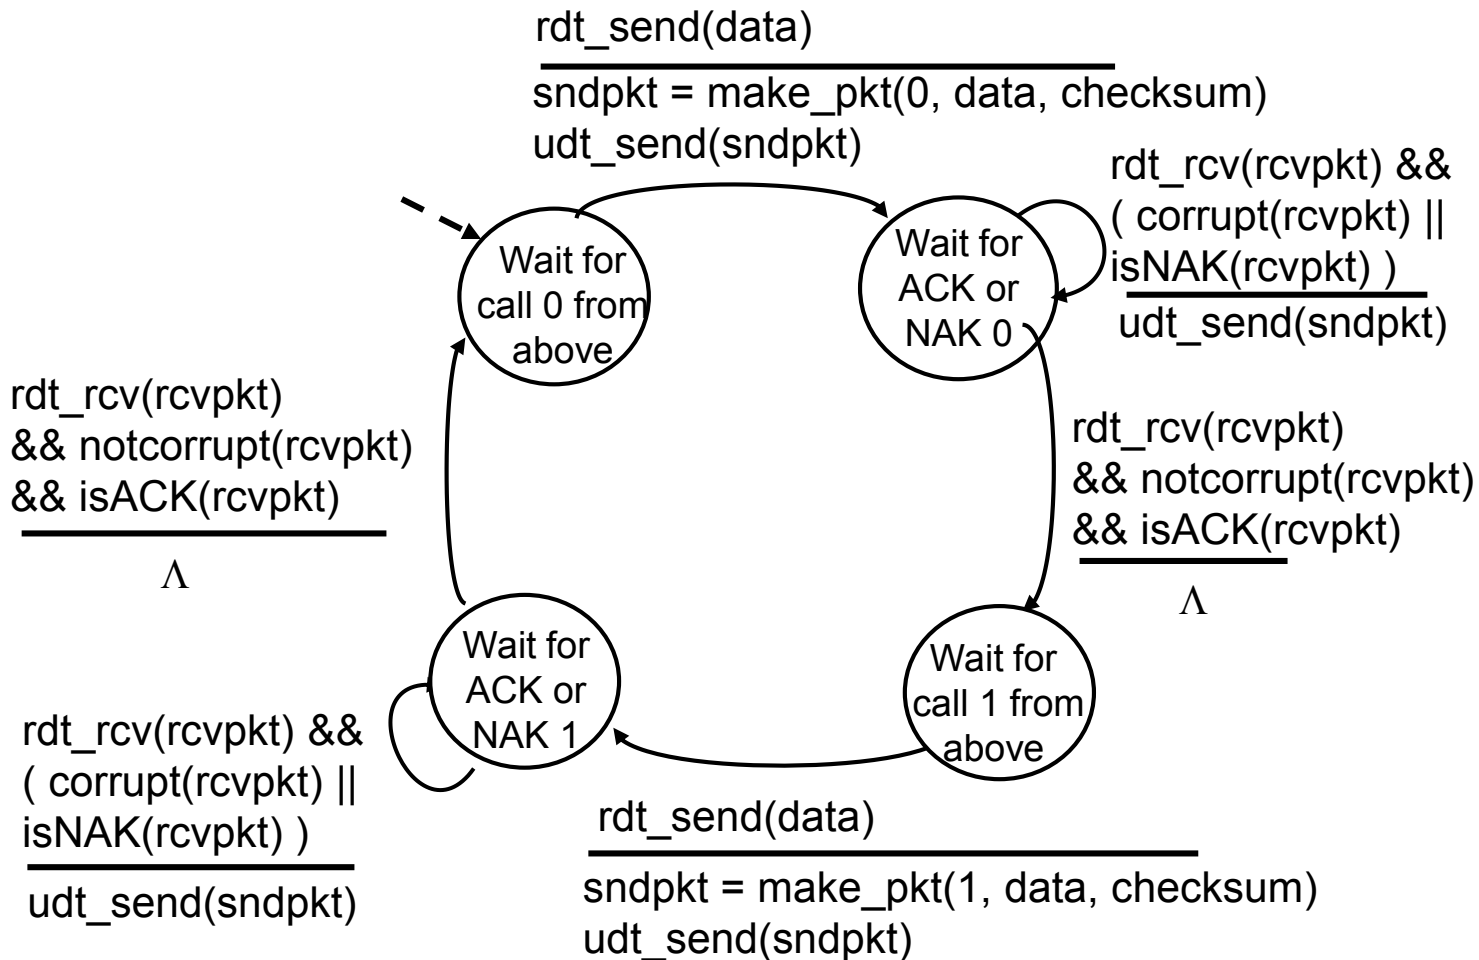 rdt_send(data)
sndpkt = make_pkt(0, data, checksum)
udt_send(sndpkt)
rdt_rcv(rcvpkt) &&
( corrupt(rcvpkt) ||
isNAK(rcvpkt) )
udt_send(sndpkt)
Wait for
call 0 from
above
Wait for
ACK or
NAK 0
rdt_rcv(rcvpkt)
&& notcorrupt(rcvpkt)
&& isACK(rcvpkt)
Λ
rdt_rcv(rcvpkt)
&& notcorrupt(rcvpkt)
&& isACK(rcvpkt)
Λ
Wait for
ACK or
NAK 1
Wait for
call 1 from
above
rdt_rcv(rcvpkt) &&
( corrupt(rcvpkt) ||
isNAK(rcvpkt) )
udt_send(sndpkt)
rdt_send(data)
sndpkt = make_pkt(1, data, checksum)
udt_send(sndpkt)